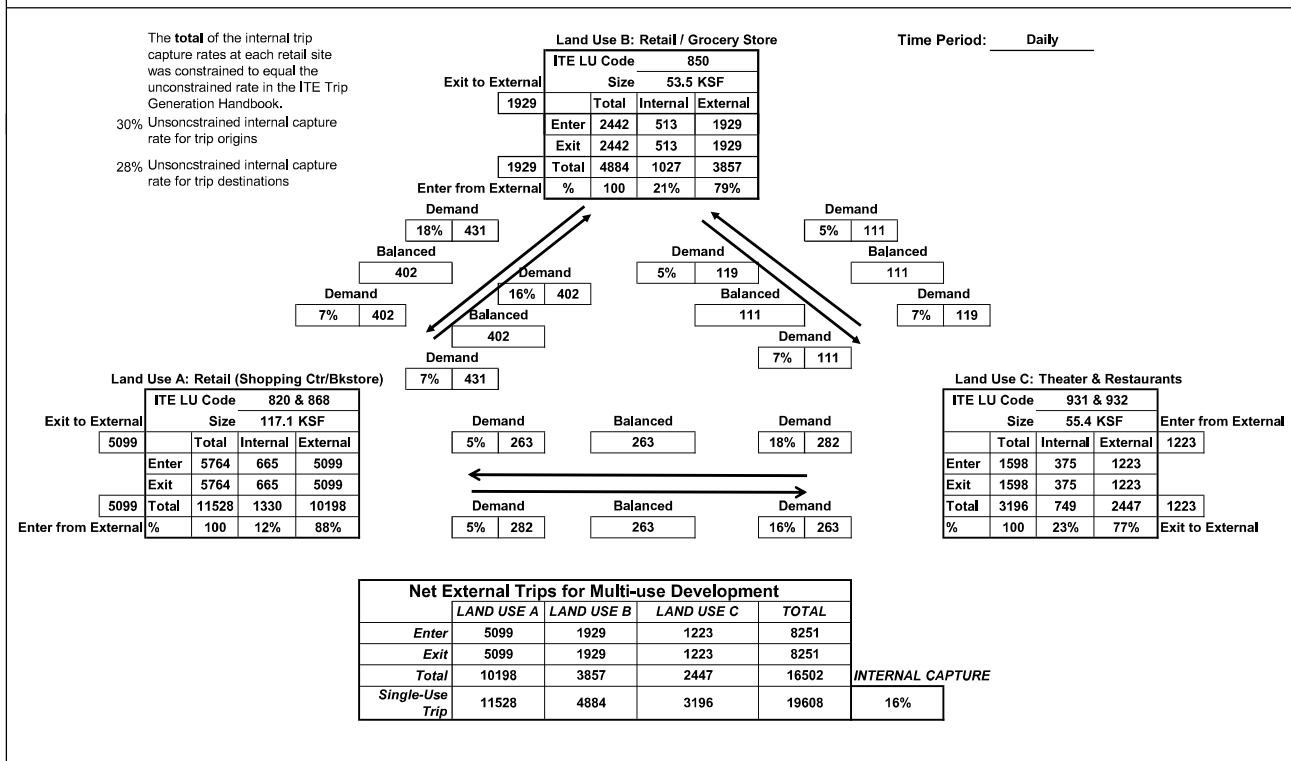 The total of the internal trip
capture rates at each retail site
was constrained to equal the
unconstrained rate in the ITE Trip
Generation Handbook.
30% Unsoncstrained internal capture
rate for trip origins
28% Unsoncstrained internal capture
rate for trip destinations
Time Period: Daily
Land Use B: Retail / Grocery Store
ITE LU Code 850
Exit to External Size 53.5 KSF
1929 Total Internal External
Enter 2442 513 1929
Exit 2442 513 1929
1929 Total 4884 1027 3857
Enter from External % 100 21% 79%
Demand
18% 431
Balanced
402
Demand
7% 402
Demand
16% 402
Balanced
402
Demand
7% 431
Demand
5% 119
Balanced
111
Demand
7% 111
Demand
5% 111
Balanced
111
Demand
7% 119
Land Use A: Retail (Shopping Ctr/Bkstore)
ITE LU Code 820 & 868
Exit to External Size 117.1 KSF
5099 Total Internal External
Enter 5764 665 5099
Exit 5764 665 5099
5099 Total 11528 1330 10198
Enter from External % 100 12% 88%
Demand Balanced Demand
5% 263 263 18% 282
Demand Balanced Demand
5% 282 263 16% 263
Land Use C: Theater & Restaurants
ITE LU Code 931 & 932
Size 55.4 KSF Enter from External
Total Internal External 1223
Enter 1598 375 1223
Exit 1598 375 1223
Total 3196 749 2447 1223
% 100 23% 77% Exit to External
Net External Trips for Multi-use Development
LAND USE A LAND USE B LAND USE C TOTAL
Enter 5099 1929 1223 8251
Exit 5099 1929 1223 8251
Total 10198 3857 2447 16502 INTERNAL CAPTURE
Single-Use
Trip 11528 4884 3196 19608 16%